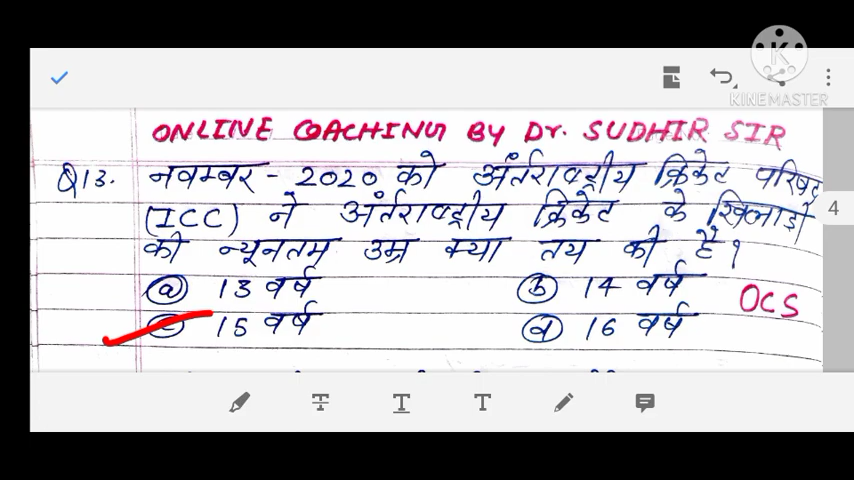 KINEMASTER
ONLINE COACHING BY Dr. SUDHIR SIR
Q13. नवम्बर - 2020 को अंर्तराष्ट्रीय क्रिकेट परिषद
(ICC) ने अंर्तराष्ट्रीय क्रिकेट के खिलाड़ी
4
की न्यूनतम उम्र क्या तय की है?
(a) 13 वर्ष (b) 14 वर्ष
OCS
(c) 15 वर्ष (d) 16 वर्ष